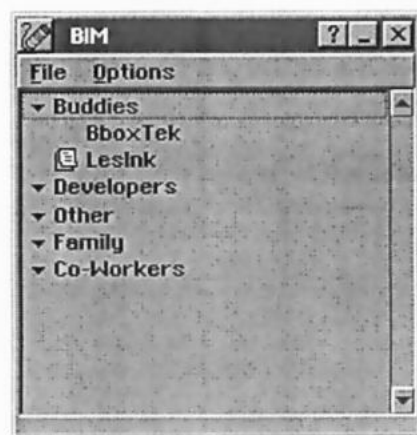 BIM
File Options
Buddies
BboxTek
LesInk
Developers
Other
Family
Co-Workers